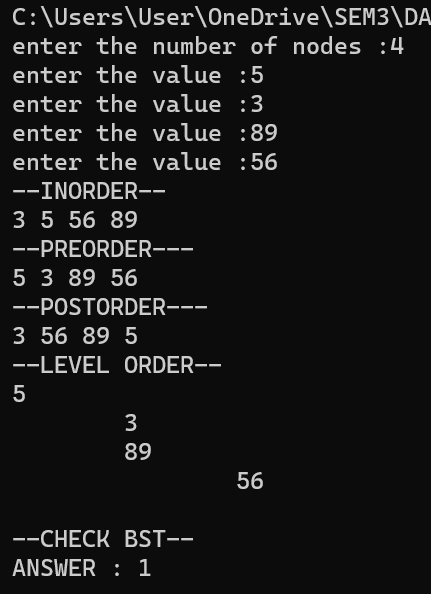 C:\Users\User\OneDrive\SEM3\DA
enter the number of nodes :4
enter the value :5
enter the value :3
enter the value :89
enter the value :56
--INORDER--
3 5 56 89
--PREORDER---
5 3 89 56
--POSTORDER---
3 56 89 5
--LEVEL ORDER--
5
        3
        89
                56

--CHECK BST--
ANSWER : 1